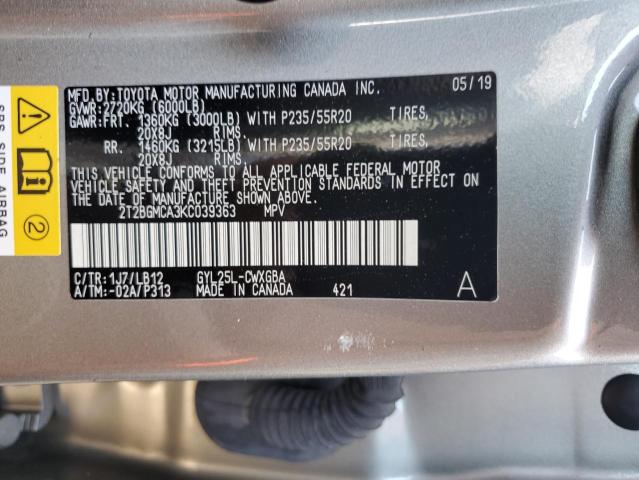 MFD.BY:TOYOTA MOTOR MANUFACTURING CANADA INC. 05/19
GVWR:2720KG (6000LB)
GAWR:FRT 1360KG (3000LB) WITH P235/55R20 TIRES,
20X8J RIMS,
RR. 1460KG (3215LB) WITH P235/55R20 TIRES,
20X8J RIMS,
THIS VEHICLE CONFORMS TO ALL APPLICABLE FEDERAL MOTOR
VEHICLE SAFETY AND THEFT PREVENTION STANDARDS IN EFFECT ON
THE DATE OF MANUFACTURE SHOWN ABOVE.
2T2BGMCA3KC039363 MPV
C/TR:1J7/LB12 GYL25L-CWXGBA
A/TM:-02A/P313 MADE IN CANADA 421 A
SRS SIDE AIRBAG
2